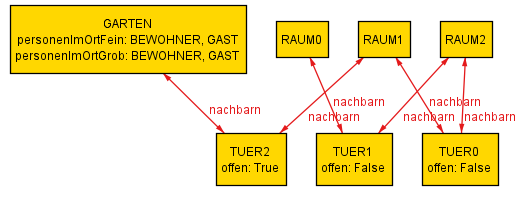 GARTEN
personenImOrtFein: BEWOHNER, GAST
personenImOrtGrob: BEWOHNER, GAST
RAUM0
RAUM1
RAUM2
nachbarn
nachbarn
nachbarn
nachbarn
nachbarn
nachbarn
TUER2
offen: True
TUER1
offen: False
TUER0
offen: False